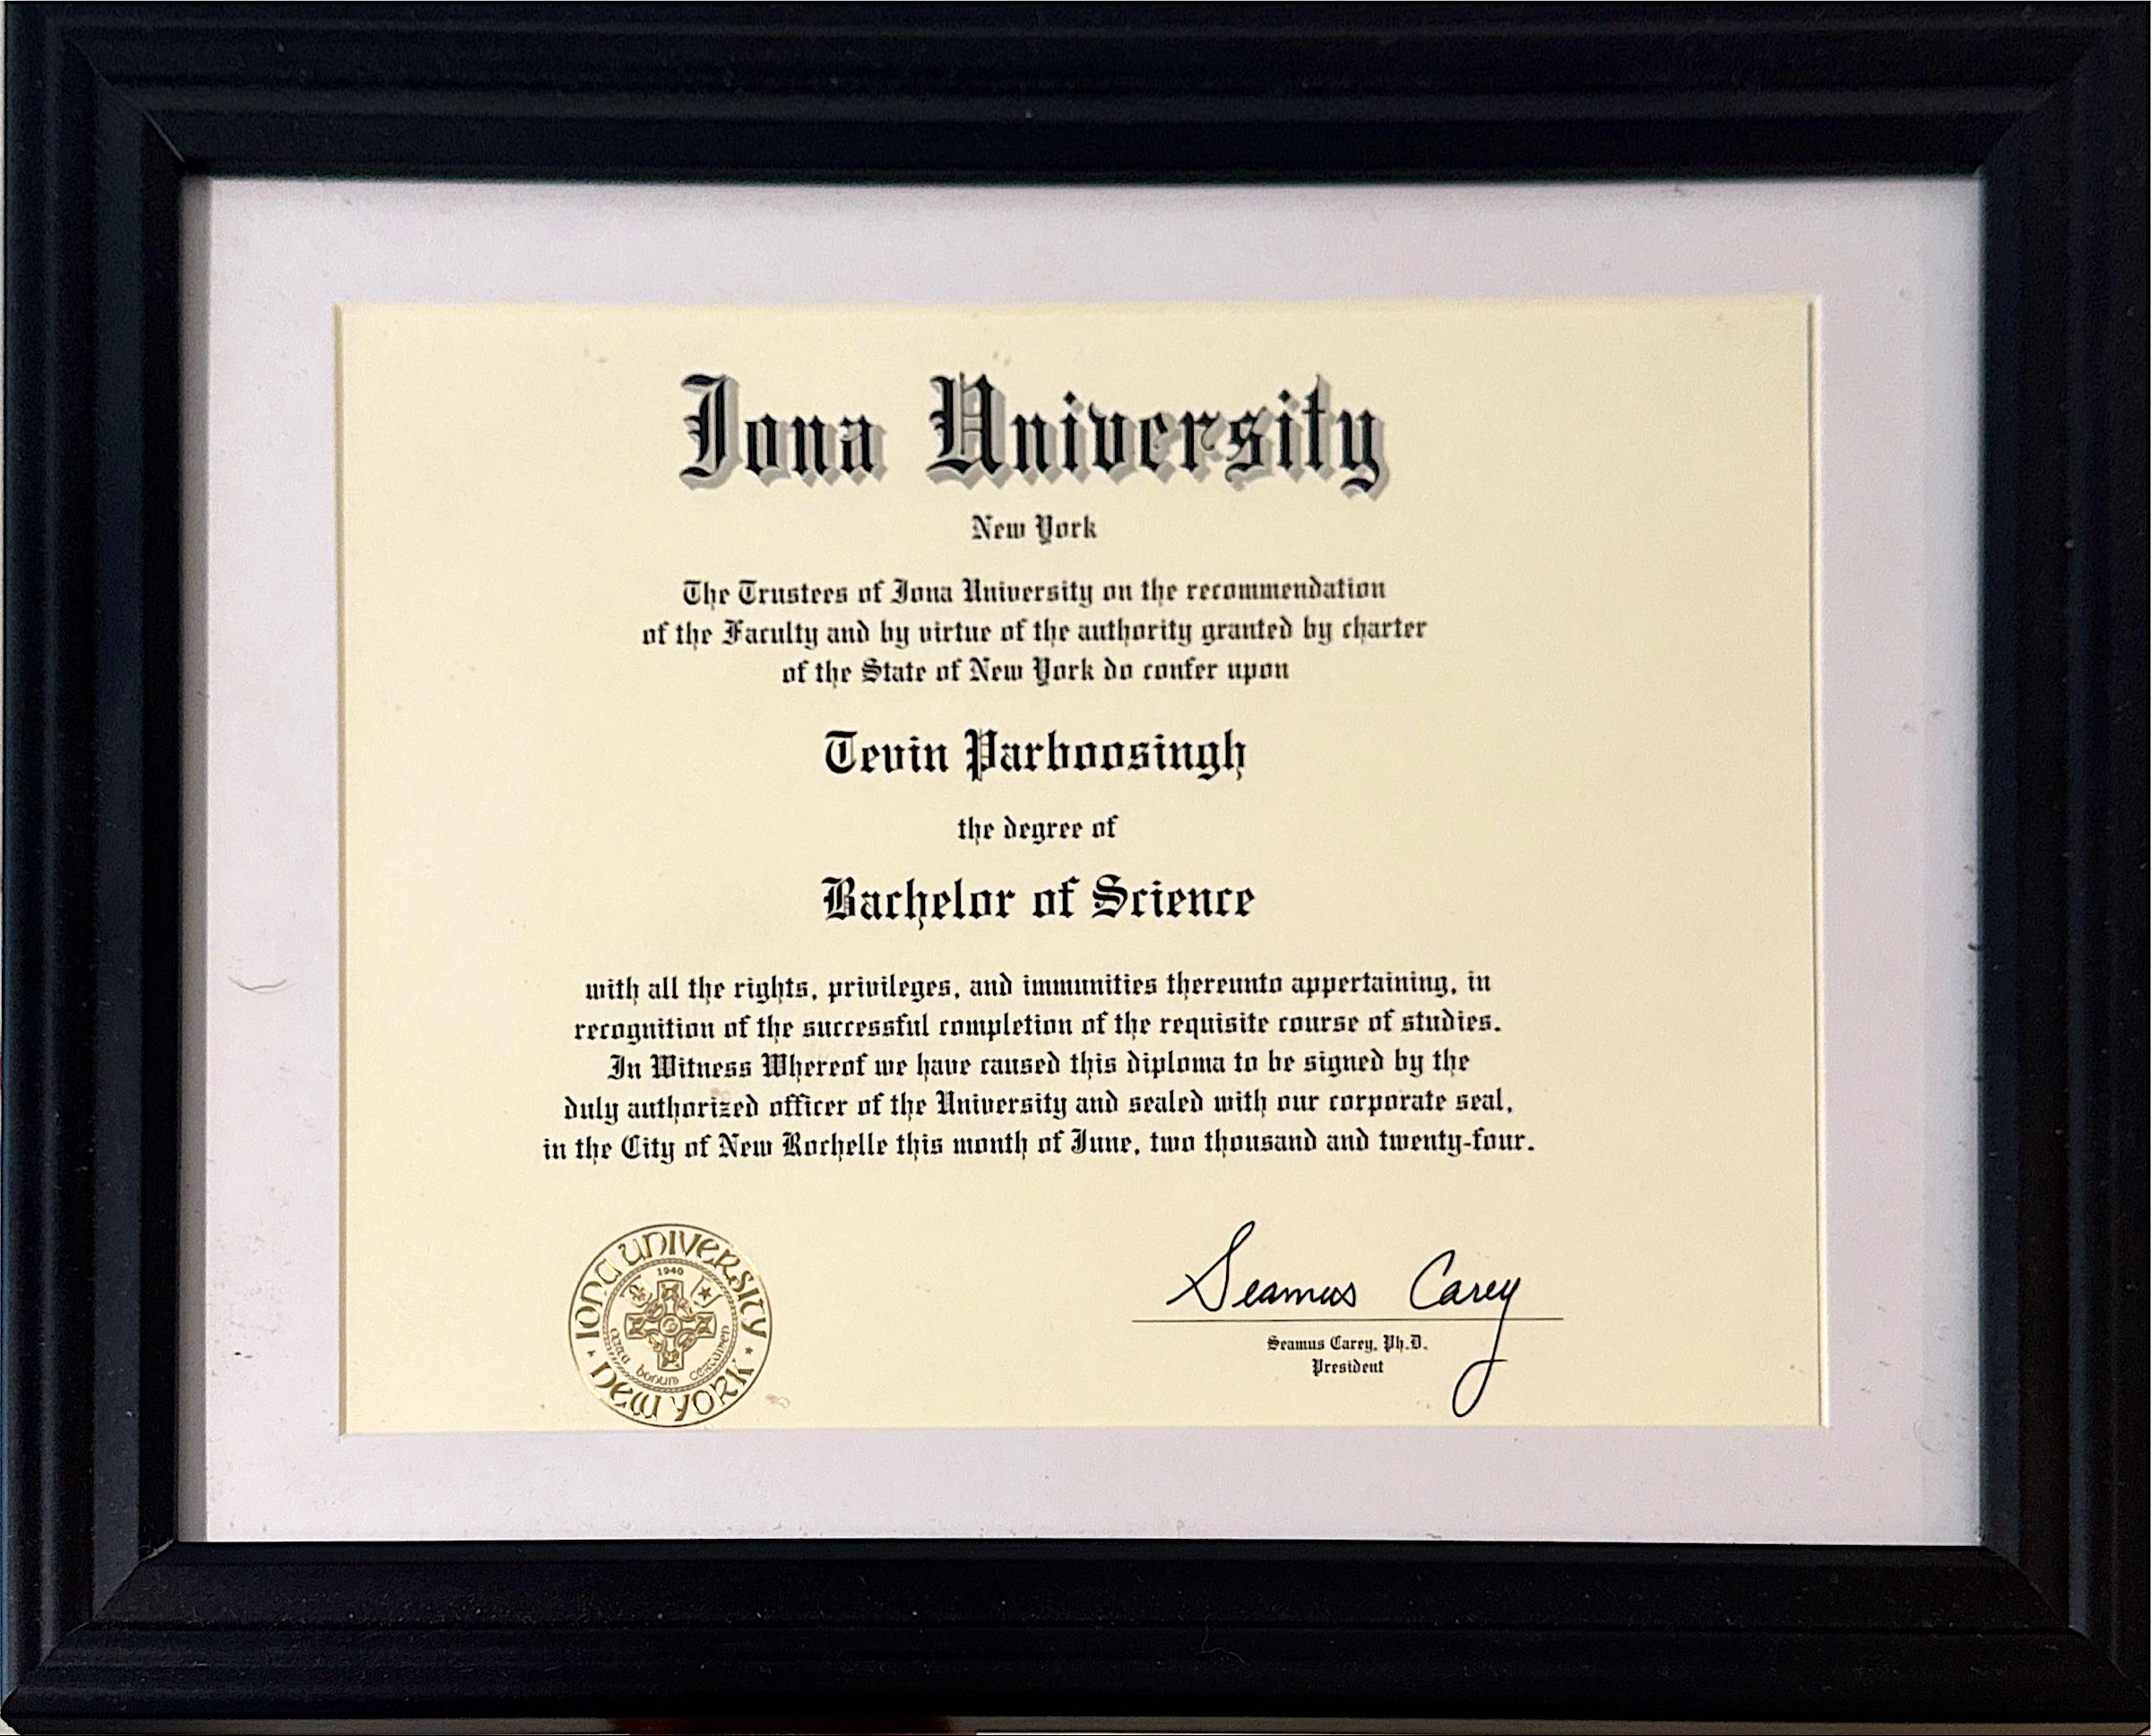 Iona University
New York
The Trustees of Iona University on the recommendation
of the Faculty and by virtue of the authority granted by charter
of the State of New York do confer upon
Tevin Parboosingh
the degree of
Bachelor of Science
with all the rights, privileges, and immunities thereunto appertaining, in
recognition of the successful completion of the requisite course of studies.
In Witness Whereof we have caused this diploma to be signed by the
duly authorized officer of the University and sealed with our corporate seal,
in the City of New Rochelle this month of June, two thousand and twenty-four.
IONA UNIVERSITY
1940
CERTA BONUM CERTAMEN
NEW YORK
Seamus Carey
Seamus Carey, Ph.D.
President